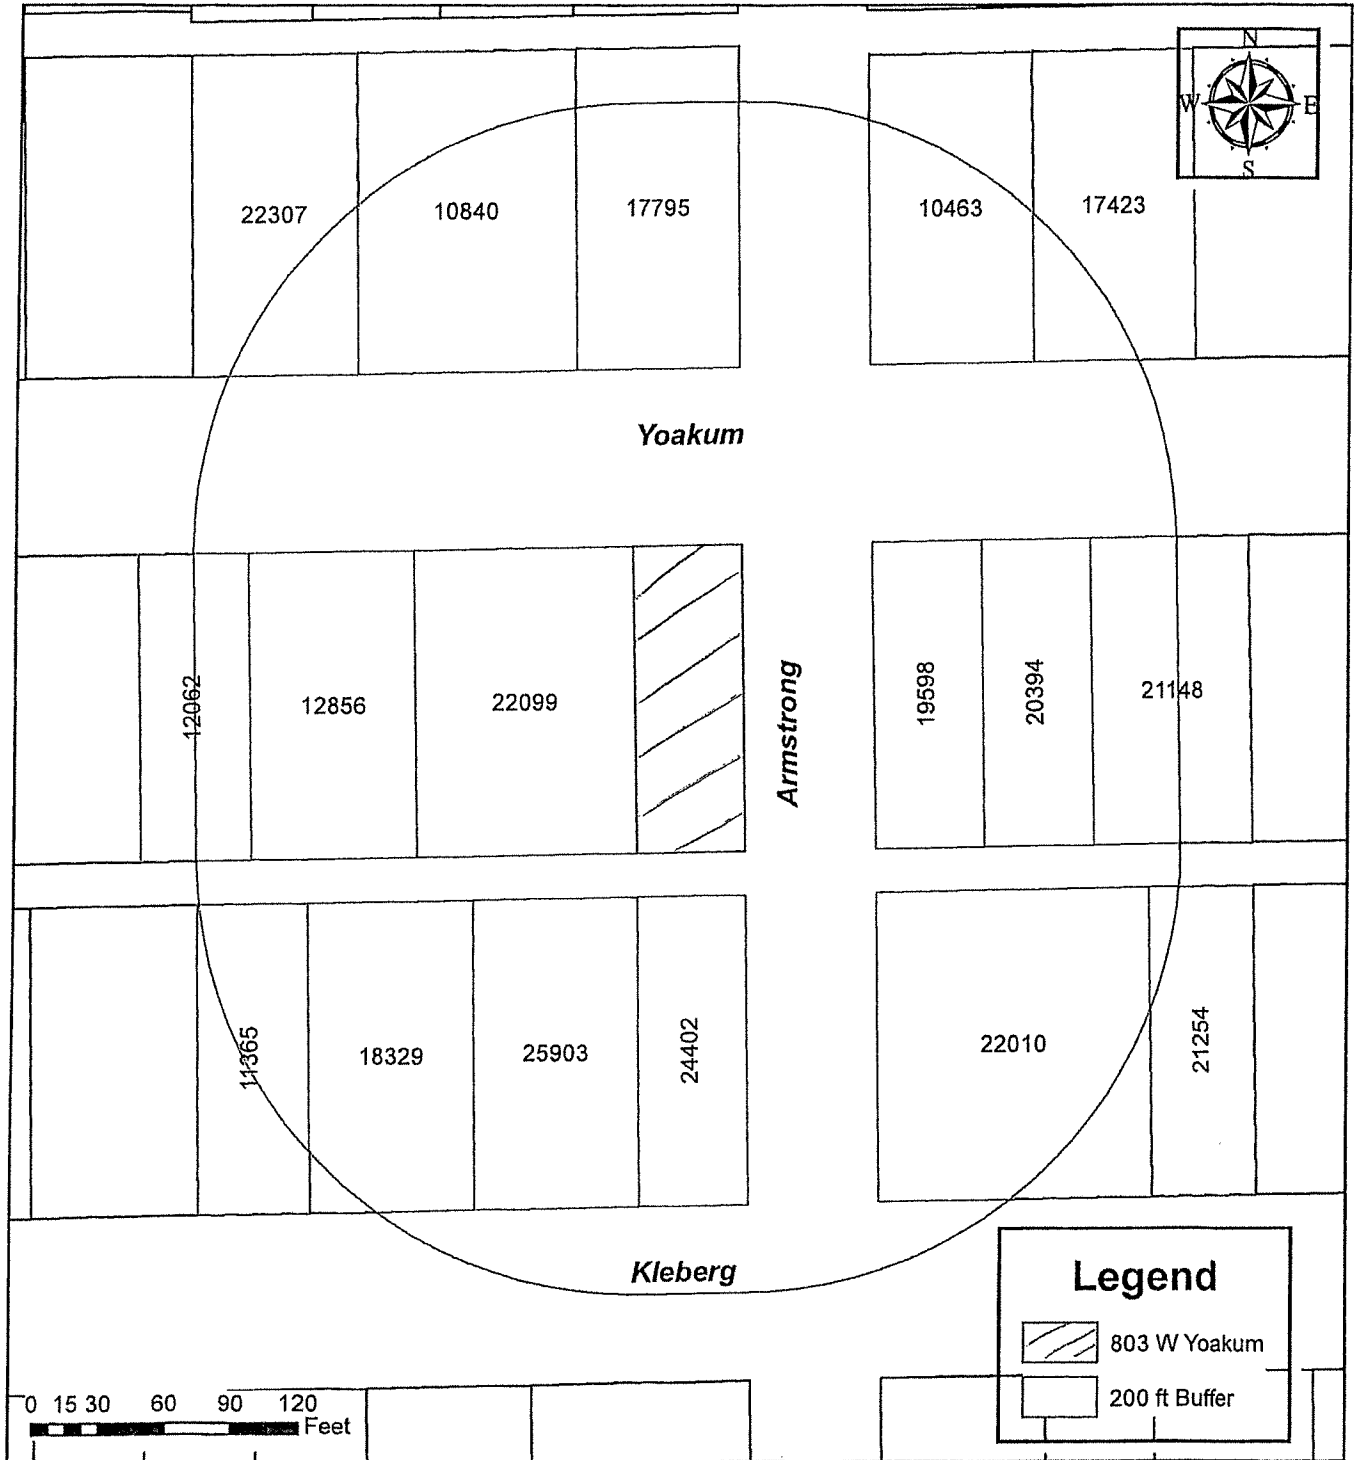 N
W E
S
22307 10840 17795 10463 17423
Yoakum
12062 12856 22099 Armstrong 19598 20394 21148
11365 18329 25903 24402 22010 21254
Kleberg
Legend
803 W Yoakum
200 ft Buffer
0 15 30 60 90 120
Feet